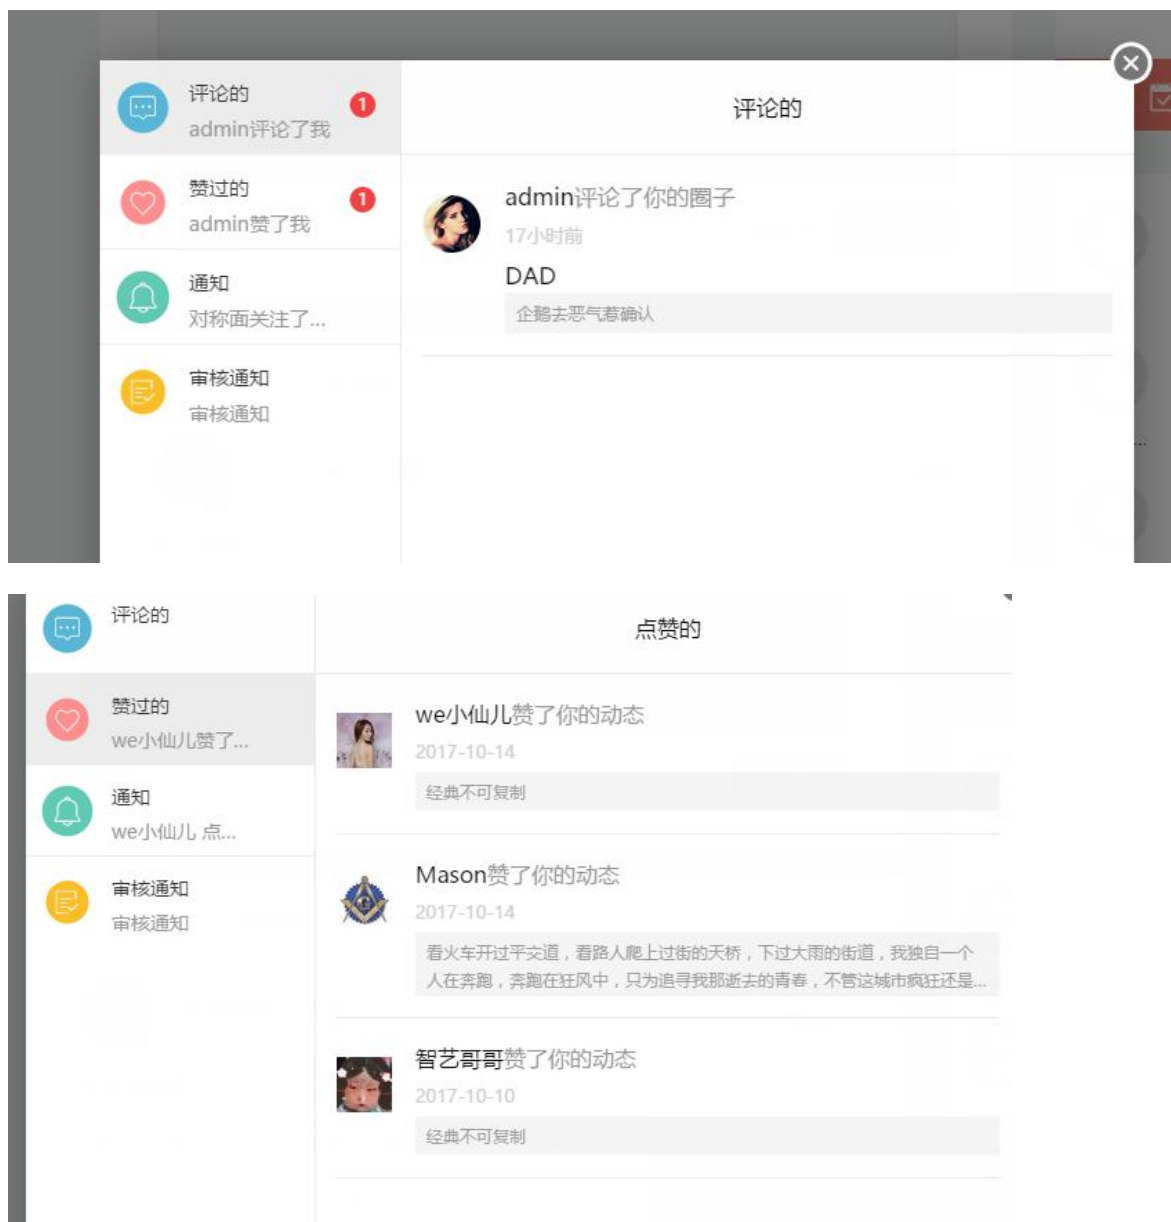 评论的
admin评论了我
1
赞过的
admin赞了我
1
通知
对称面关注了...
审核通知
审核通知
评论的
admin评论了你的圈子
17小时前
DAD
企鹅去恶气惹确认
...
评论的
赞过的
we小仙儿赞了...
通知
we小仙儿 点...
审核通知
审核通知
点赞的
we小仙儿赞了你的动态
2017-10-14
经典不可复制
Mason赞了你的动态
2017-10-14
看火车开过平交道，看路人爬上过街的天桥，下过大雨的街道，我独自一个
人在奔跑，奔跑在狂风中，只为追寻我那逝去的青春，不管这城市疯狂还是...
智艺哥哥赞了你的动态
2017-10-10
经典不可复制